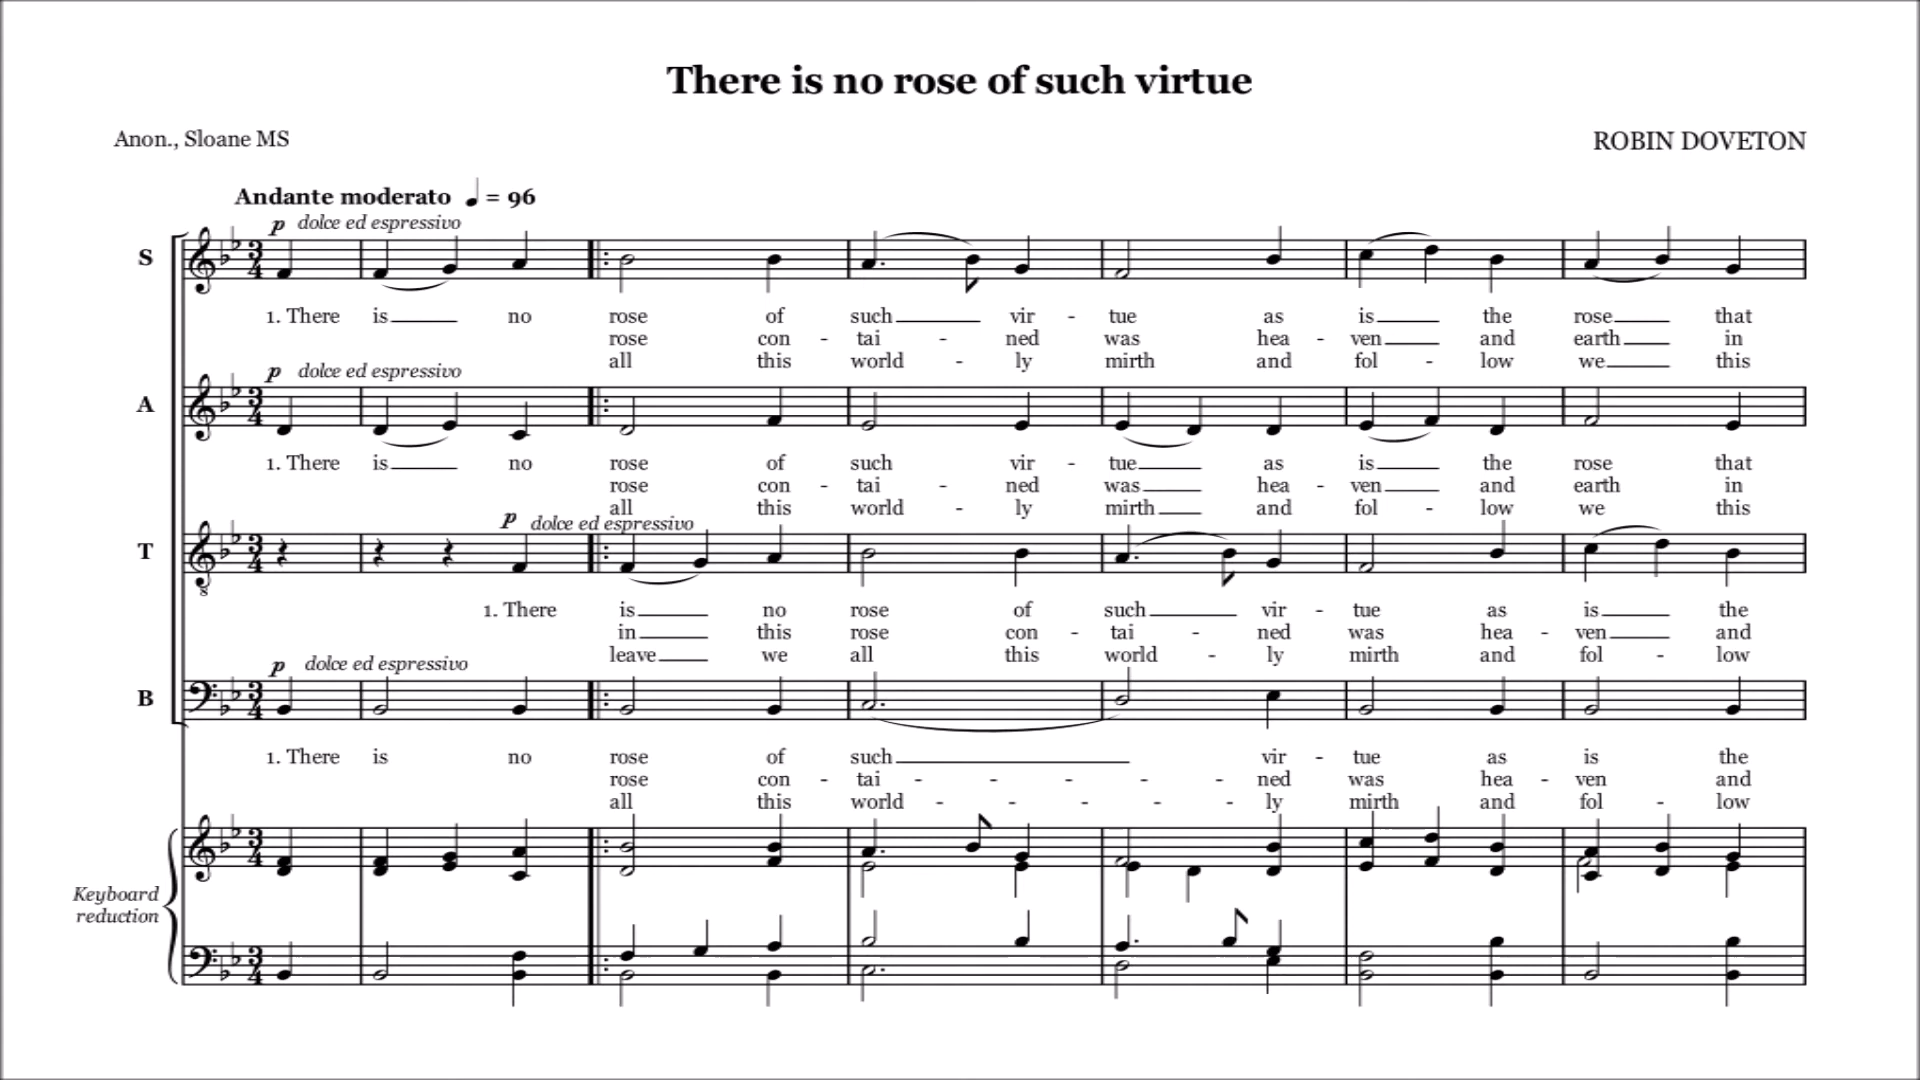 There is no rose of such virtue
Anon., Sloane MS
ROBIN DOVETON
Andante moderato ♩ = 96
p dolce ed espressivo
S
1. There is no rose of such vir - tue as is the rose that
rose con - tai - ned was hea - ven and earth in
all this world - ly mirth and fol - low we this
p dolce ed espressivo
A
1. There is no rose of such vir - tue as is the rose that
rose con - tai - ned was hea - ven and earth in
all this world - ly mirth and fol - low we this
p dolce ed espressivo
T
1. There is no rose of such vir - tue as is the
in this rose con - tai - ned was hea - ven and
leave we all this world - ly mirth and fol - low
p dolce ed espressivo
B
1. There is no rose of such vir - tue as is the
rose con - tai - - - - - ned was hea - ven and
all this world - - - - - ly mirth and fol - low
Keyboard
reduction